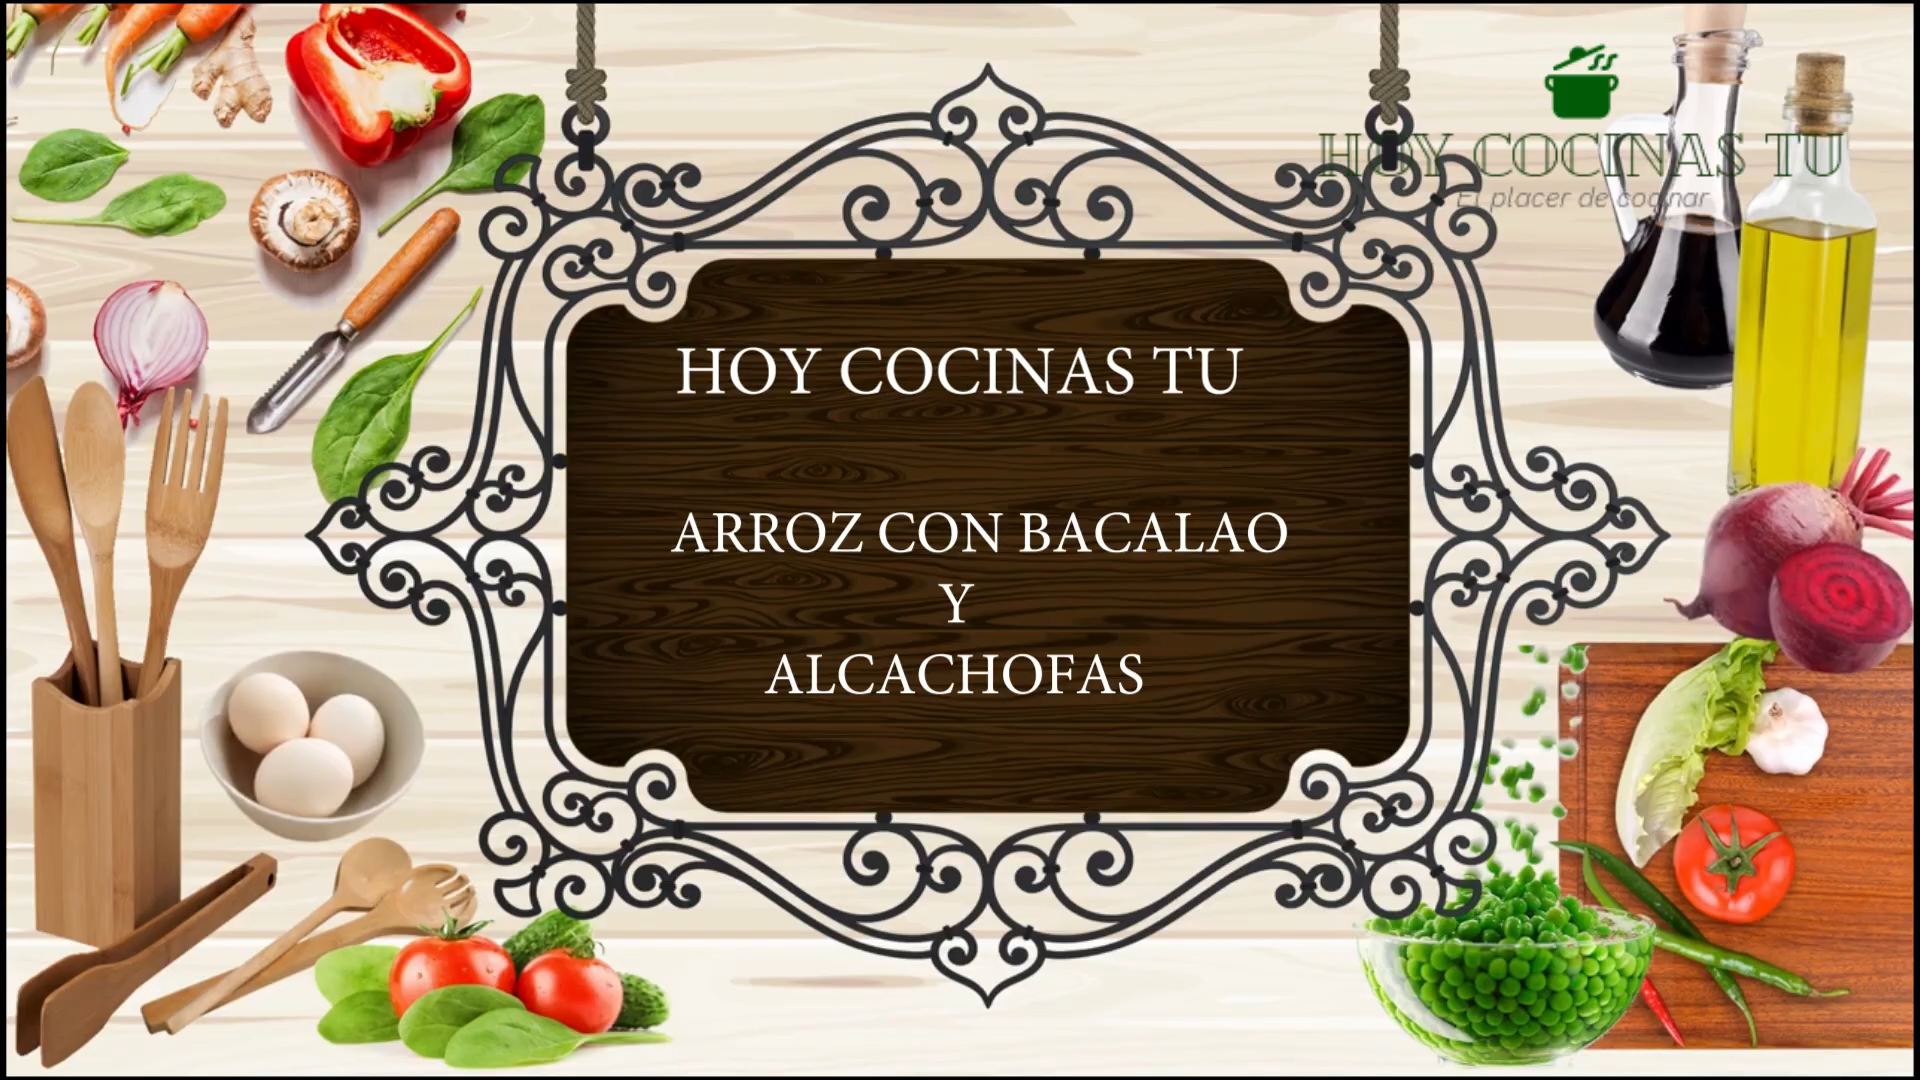 HOY COCINAS TU
El placer de cocinar
HOY COCINAS TU
ARROZ CON BACALAO
Y
ALCACHOFAS